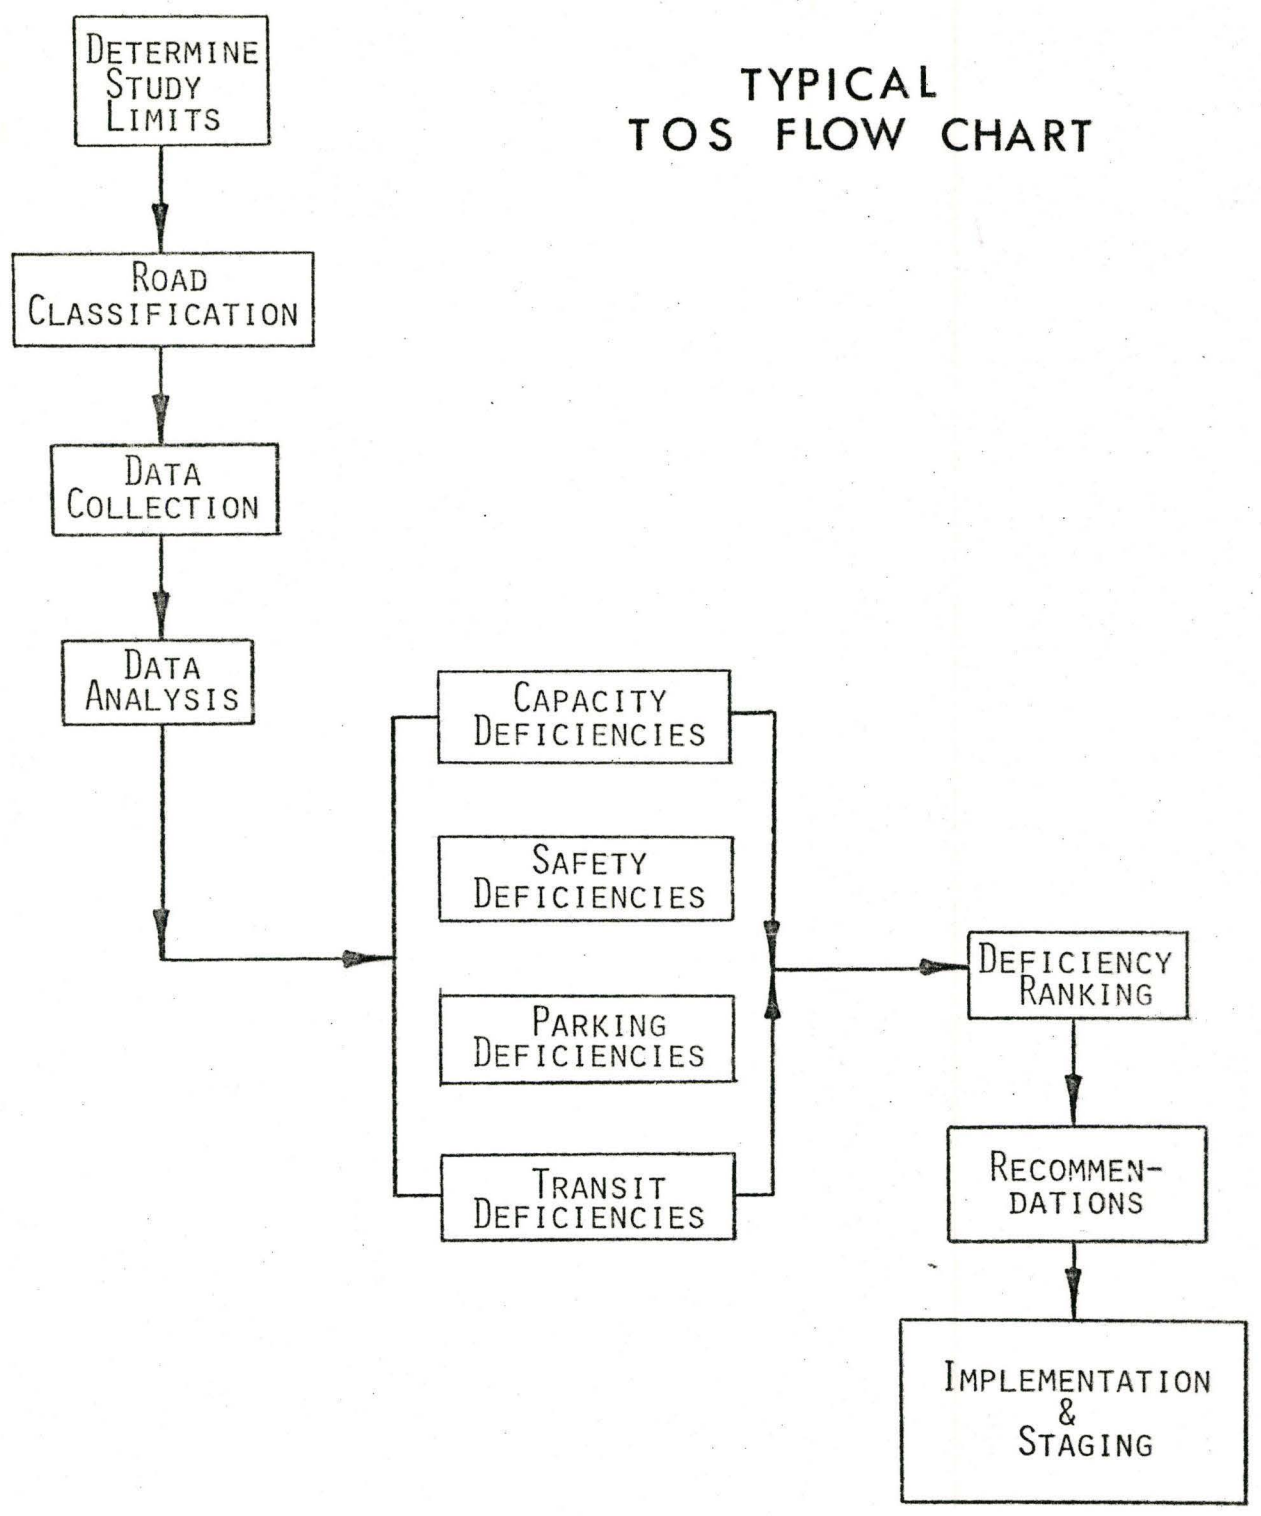 DETERMINE
STUDY
LIMITS
TYPICAL
TOS FLOW CHART
ROAD
CLASSIFICATION
DATA
COLLECTION
DATA
ANALYSIS
CAPACITY
DEFICIENCIES
SAFETY
DEFICIENCIES
PARKING
DEFICIENCIES
TRANSIT
DEFICIENCIES
DEFICIENCY
RANKING
RECOMMEN-
DATIONS
IMPLEMENTATION
&
STAGING